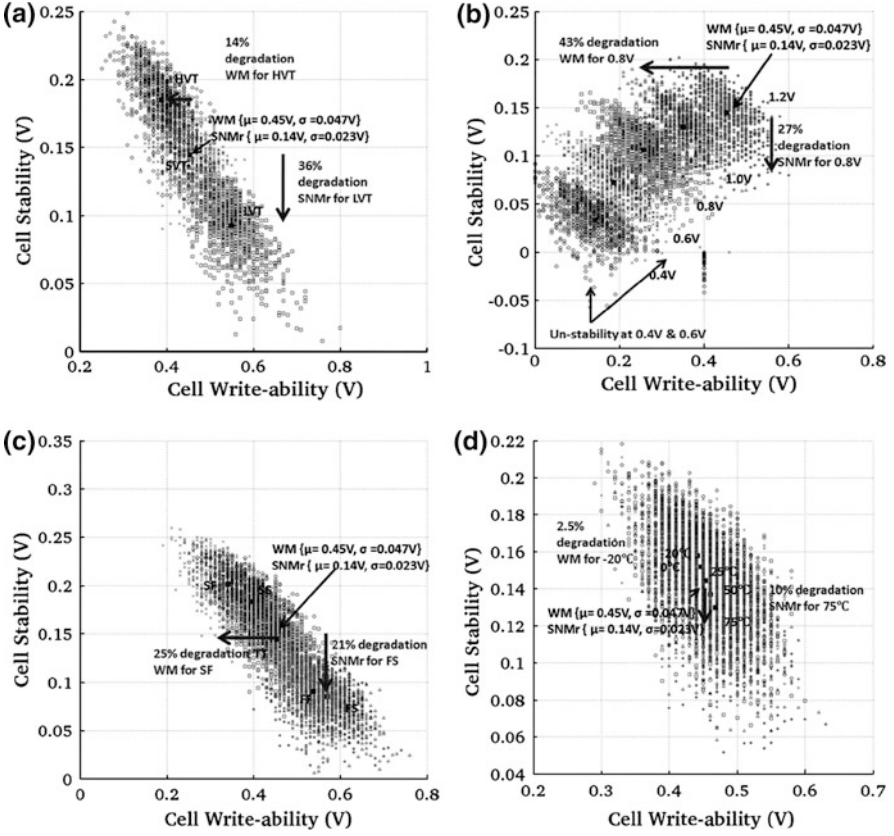 (a)
0.25
0.2
0.15
0.1
0.05
0
0.2
0.4
0.6
0.8
1
Cell Stability (V)
Cell Write-ability (V)
14%
degradation
WM for HVT
HVT
WM {μ= 0.45V, σ =0.047V}
SNMr { μ= 0.14V, σ=0.023V}
SVT
36%
degradation
SNMr for LVT
LVT
(b)
0.25
0.2
0.15
0.1
0.05
0
-0.05
-0.1
0
0.2
0.4
0.6
0.8
Cell Stability (V)
Cell Write-ability (V)
43% degradation
WM for 0.8V
WM {μ= 0.45V, σ =0.047V}
SNMr { μ= 0.14V, σ=0.023V}
1.2V
27%
degradation
SNMr for 0.8V
1.0V
0.8V
0.6V
0.4V
Un-stability at 0.4V & 0.6V
(c)
0.35
0.3
0.25
0.2
0.15
0.1
0.05
0
0
0.2
0.4
0.6
0.8
Cell Stability (V)
Cell Write-ability (V)
WM {μ= 0.45V, σ =0.047V}
SNMr { μ= 0.14V, σ=0.023V}
SF
SS
25% degradation TT
WM for SF
21% degradation
SNMr for FS
FF
FS
(d)
0.22
0.2
0.18
0.16
0.14
0.12
0.1
0.08
0.06
0.04
0.2
0.3
0.4
0.5
0.6
0.7
Cell Stability (V)
Cell Write-ability (V)
2.5%
degradation
WM for -20℃
20℃
0℃
25℃
50℃
75℃
10% degradation
SNMr for 75℃
WM {μ= 0.45V, σ=0.047V}
SNMr { μ= 0.14V, σ=0.023V}